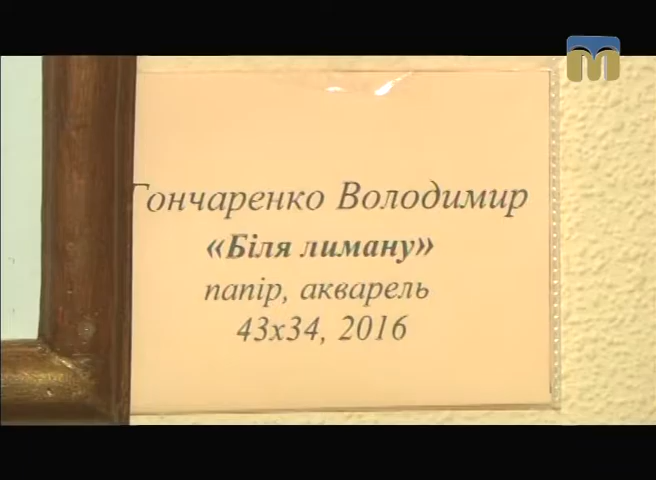 Гончаренко Володимир
«Біля лиману»
папір, акварель
43х34, 2016